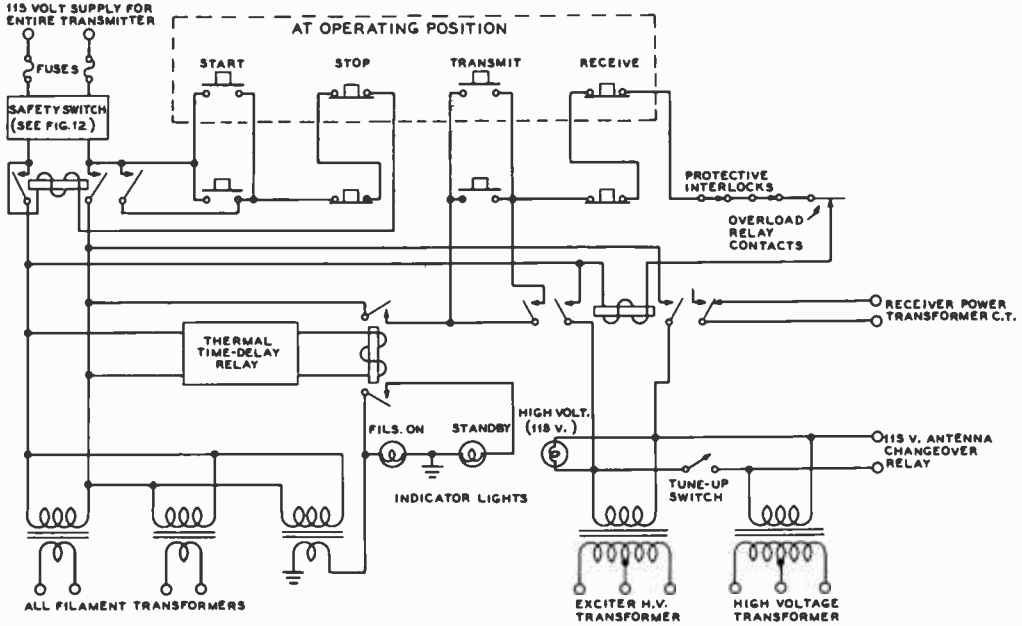 115 VOLT SUPPLY FOR
ENTIRE TRANSMITTER
AT OPERATING POSITION
FUSES
START
STOP
TRANSMIT
RECEIVE
SAFETY SWITCH
(SEE FIG. 12)
PROTECTIVE
INTERLOCKS
OVERLOAD
RELAY
CONTACTS
RECEIVER POWER
TRANSFORMER C.T.
THERMAL
TIME-DELAY
RELAY
FILS. ON
STANDBY
HIGH VOLT.
(115 V.)
115 V. ANTENNA
CHANGEOVER
RELAY
TUNE-UP
SWITCH
INDICATOR LIGHTS
ALL FILAMENT TRANSFORMERS
EXCITER H.V.
TRANSFORMER
HIGH VOLTAGE
TRANSFORMER